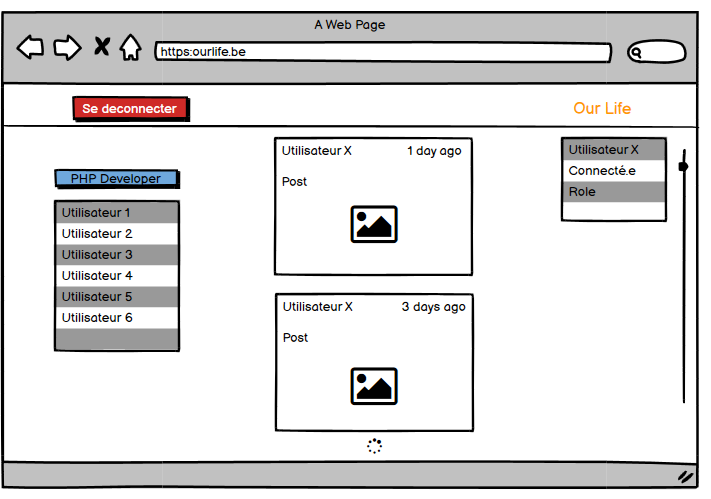 A Web Page
https:ourlife.be
Se deconnecter
Our Life
PHP Developer
Utilisateur 1
Utilisateur 2
Utilisateur 3
Utilisateur 4
Utilisateur 5
Utilisateur 6
Utilisateur X 1 day ago
Post
Utilisateur X 3 days ago
Post
Utilisateur X
Connecté.e
Role